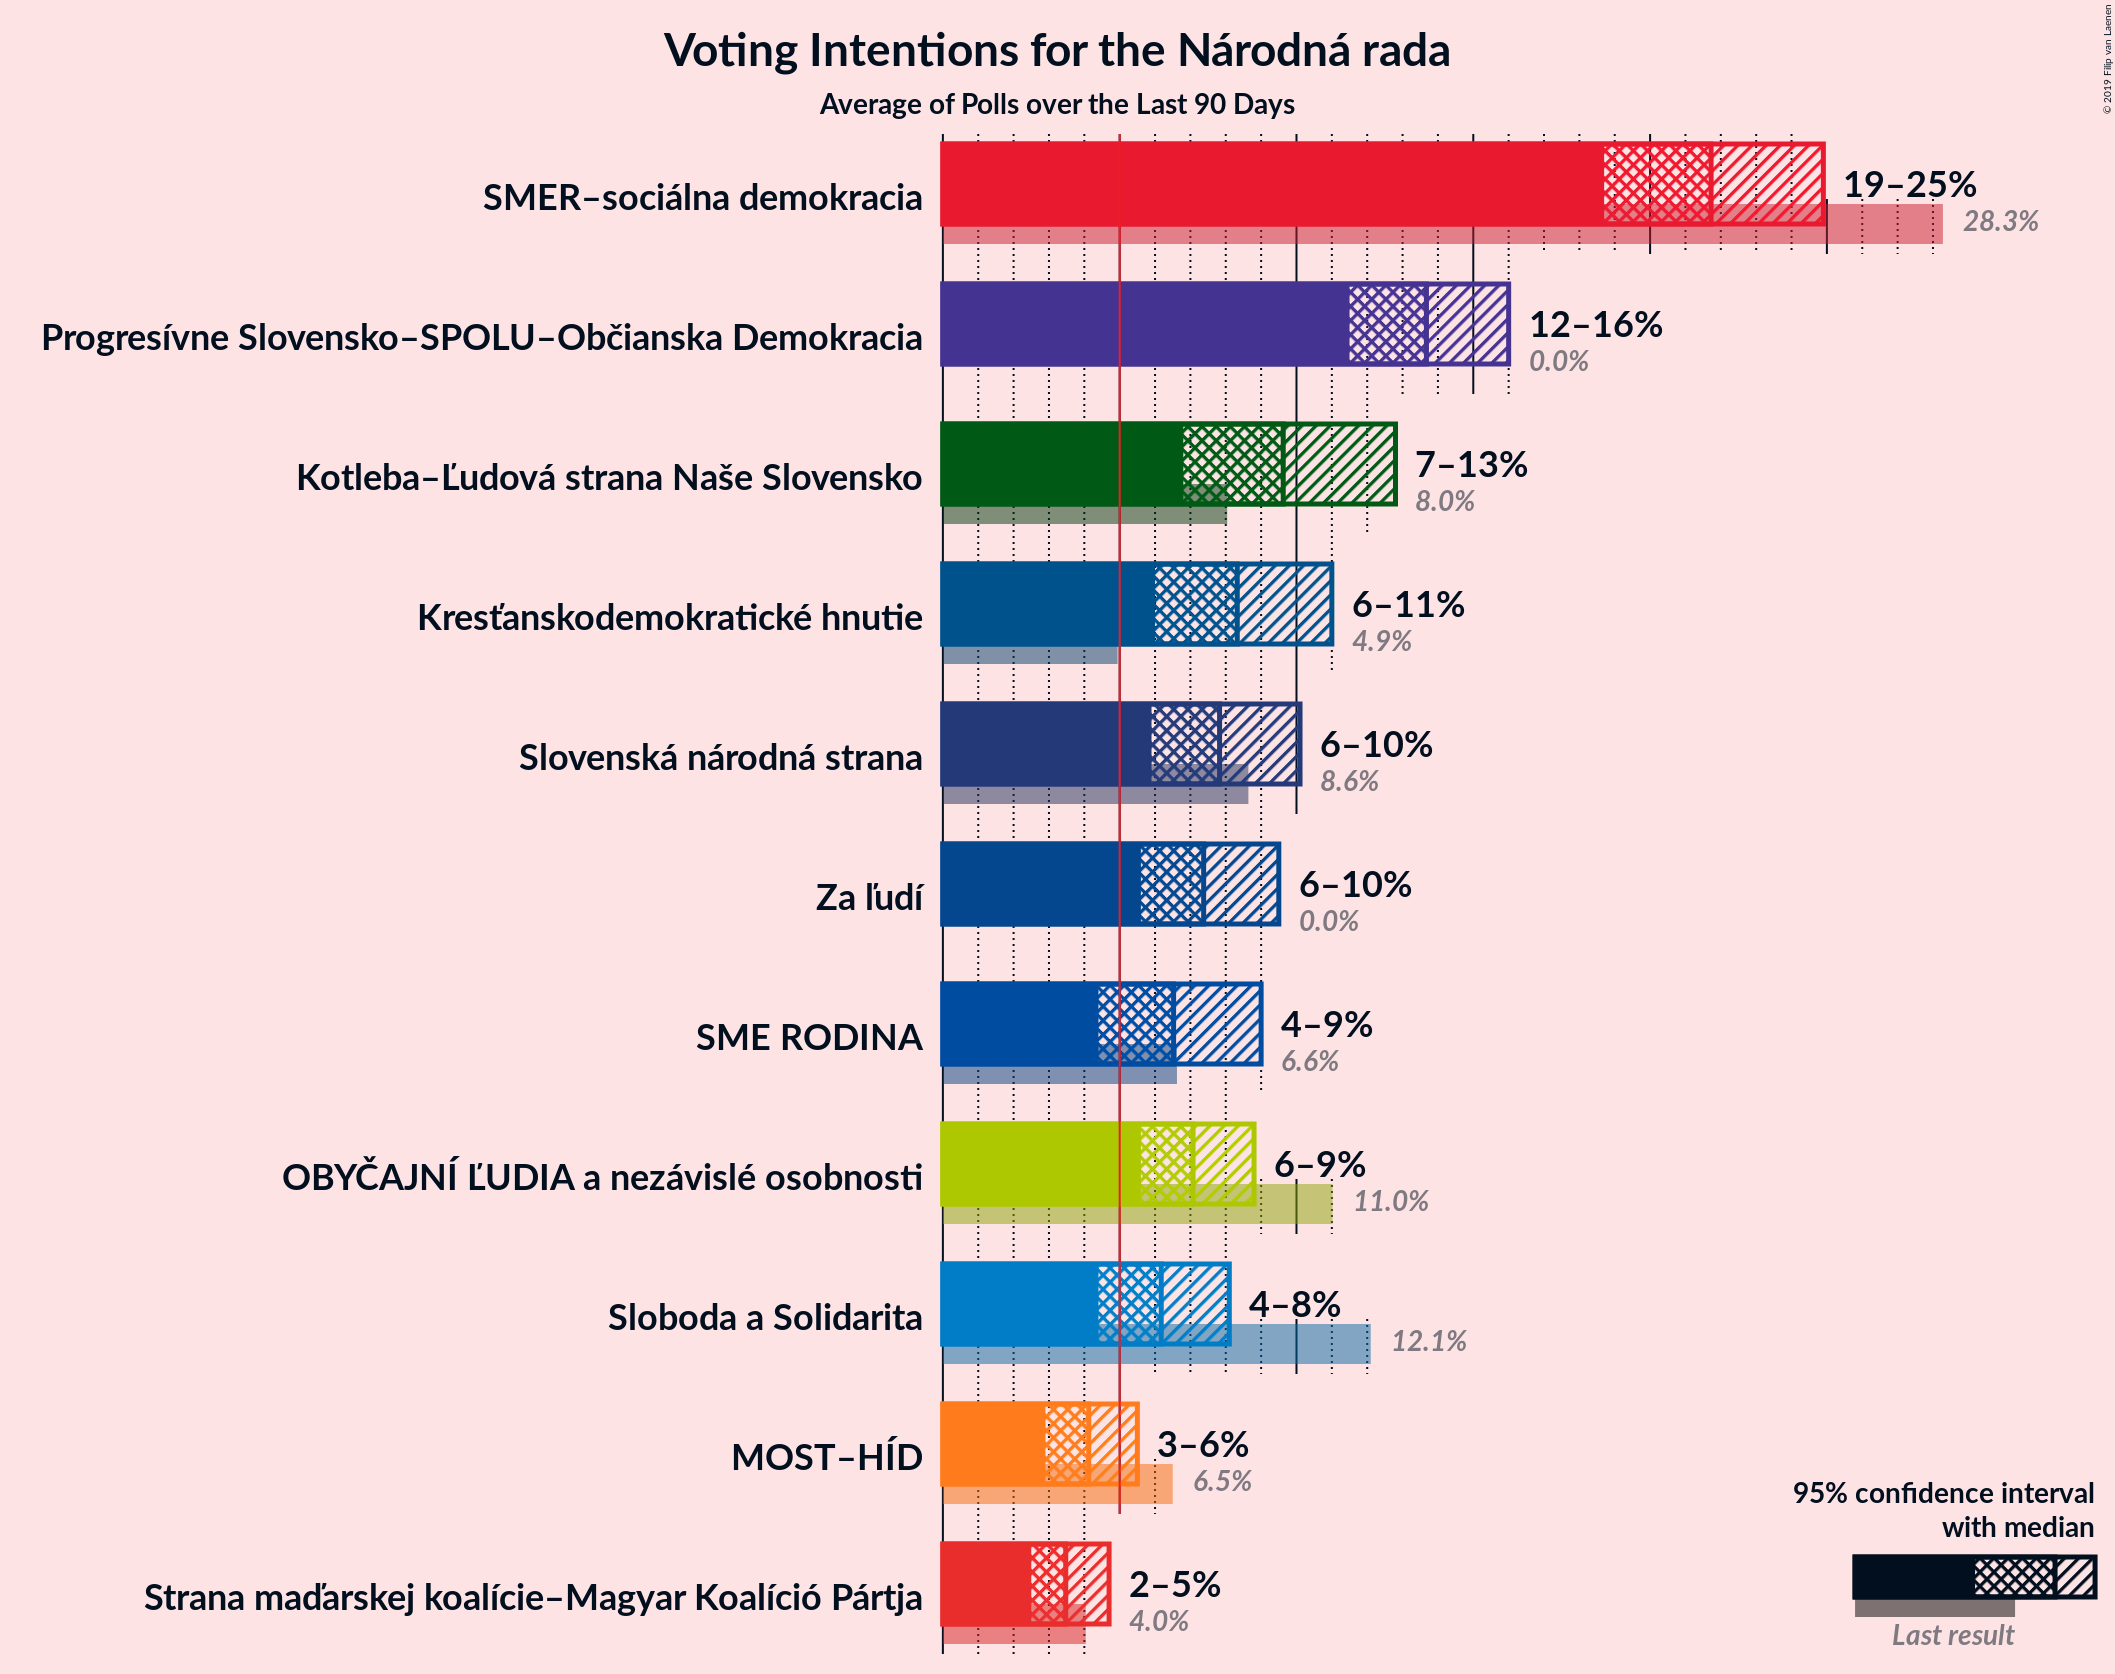 Voting Intentions for the Národná rada
Average of Polls over the Last 90 Days
© 2019 Filip van Laenen
SMER–sociálna demokracia
19–25%
28.3%
Progresívne Slovensko–SPOLU–Občianska Demokracia
12–16%
0.0%
Kotleba–Ľudová strana Naše Slovensko
7–13%
8.0%
Kresťanskodemokratické hnutie
6–11%
4.9%
Slovenská národná strana
6–10%
8.6%
Za ľudí
6–10%
0.0%
SME RODINA
4–9%
6.6%
OBYČAJNÍ ĽUDIA a nezávislé osobnosti
6–9%
11.0%
Sloboda a Solidarita
4–8%
12.1%
MOST–HÍD
3–6%
6.5%
Strana maďarskej koalície–Magyar Koalíció Pártja
2–5%
4.0%
95% confidence interval
with median
Last result